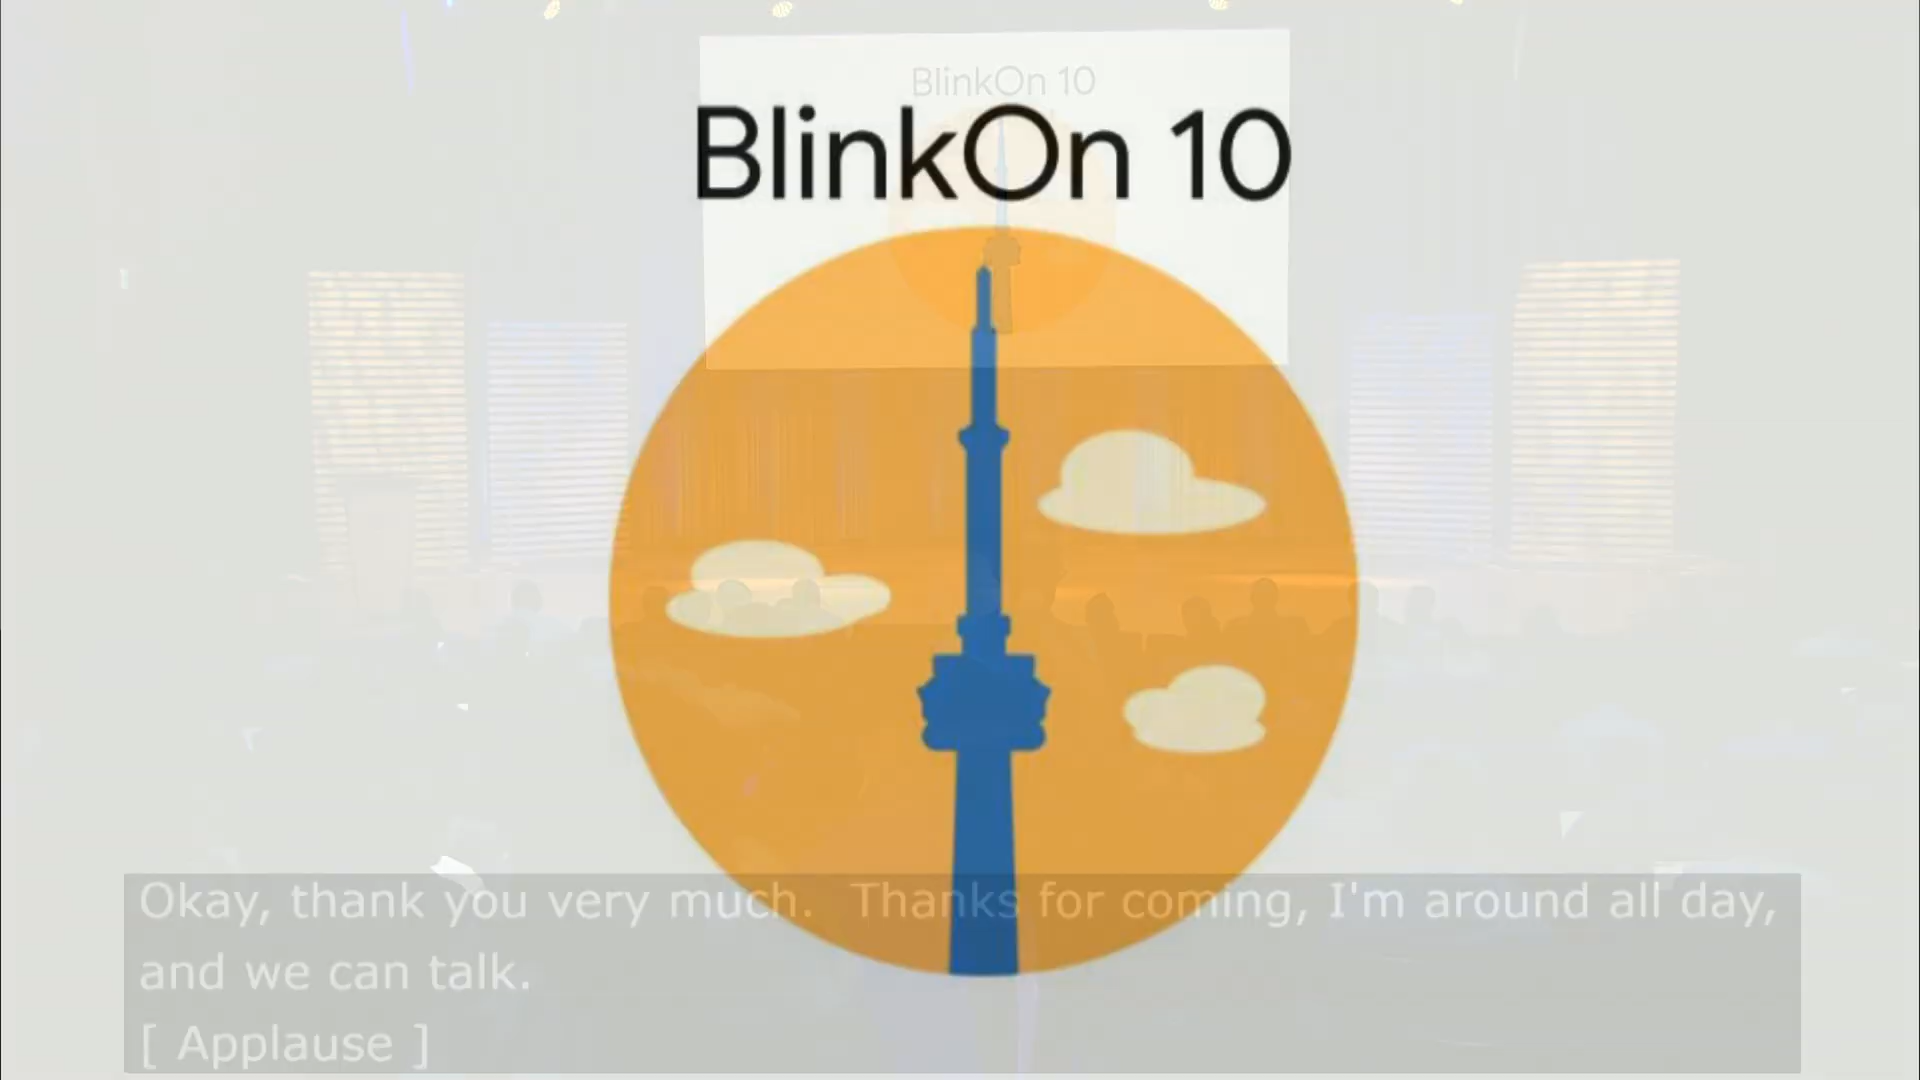 BlinkOn 10
BlinkOn 10
Okay, thank you very much. Thanks for coming, I'm around all day,
and we can talk.
[ Applause ]